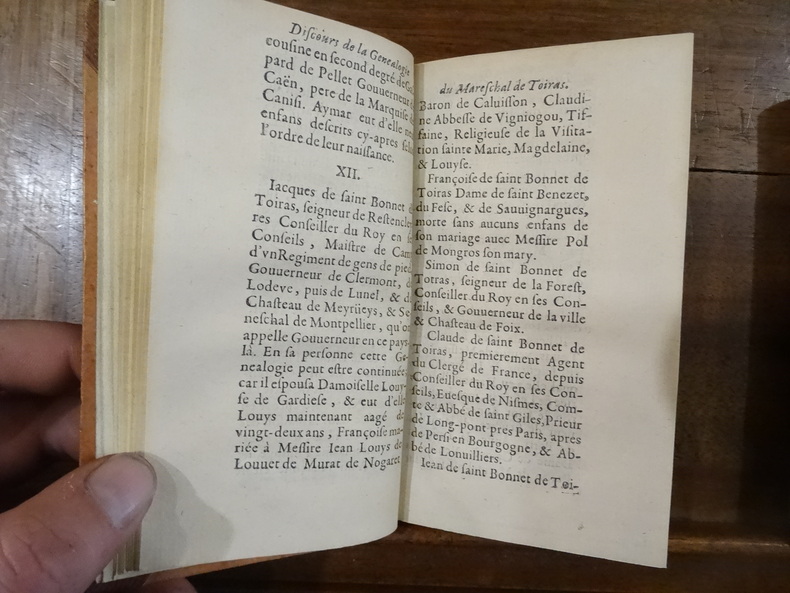 Discours de la Genealogie
cousine en second degré de
pard de Pellet Gouuerneur
Caën, pere de la Marquise
Canisi. Aymar eut d'elle
enfans descrits cy-apres
l'ordre de leur naissance.
XII.
Iacques de saint Bonnet
Toiras, seigneur de
res Conseiller du Roy en
Conseils, Maistre de
d'vnRegiment de gens de pied
Gouuerneur de Clermont,
Lodeve, puis de Lunel, &
Chasteau de Meyrüeys, & Se-
neschal de Montpellier, qu'on
appelle Gouuerneur en ce pays
là. En sa personne cette Ge-
nealogie peut estre continuée
car il espousa Damoiselle Louy-
se de Gardiese, & eut d'elle
Louys maintenant aagé de
vingt-deux ans, Françoise ma-
riée à Messire Iean Louys de
Louuet de Murat de Nogaret
du Mareschal de Toiras.
Baron de Caluisson, Claudi-
ne Abbesse de Vigniogou, Tif-
faine, Religieuse de la Visita-
tion sainte Marie, Magdelaine,
& Louyse.
Françoise de saint Bonnet de
Toiras Dame de saint Benezet,
du Fesc, & de Sauuignargues,
morte sans aucuns enfans de
son mariage auec Messire Pol
de Mongros son mary.
Simon de saint Bonnet de
Totras, seigneur de la Forest,
Conseiller du Roy en ses Con-
seils, & Gouuerneur de la ville
& Chasteau de Foix.
Claude de saint Bonnet de
Toiras, premierement Agent
du Clergé de France, depuis
Conseiller du Roy en ses Con-
seils, Euesque de Nismes, Com-
te & Abbé de saint Giles, Prieur
de Long-pont pres Paris, apres
de Persi en Bourgogne, & Ab-
bé de Lonuilliers.
Iean de saint Bonnet de Toi-